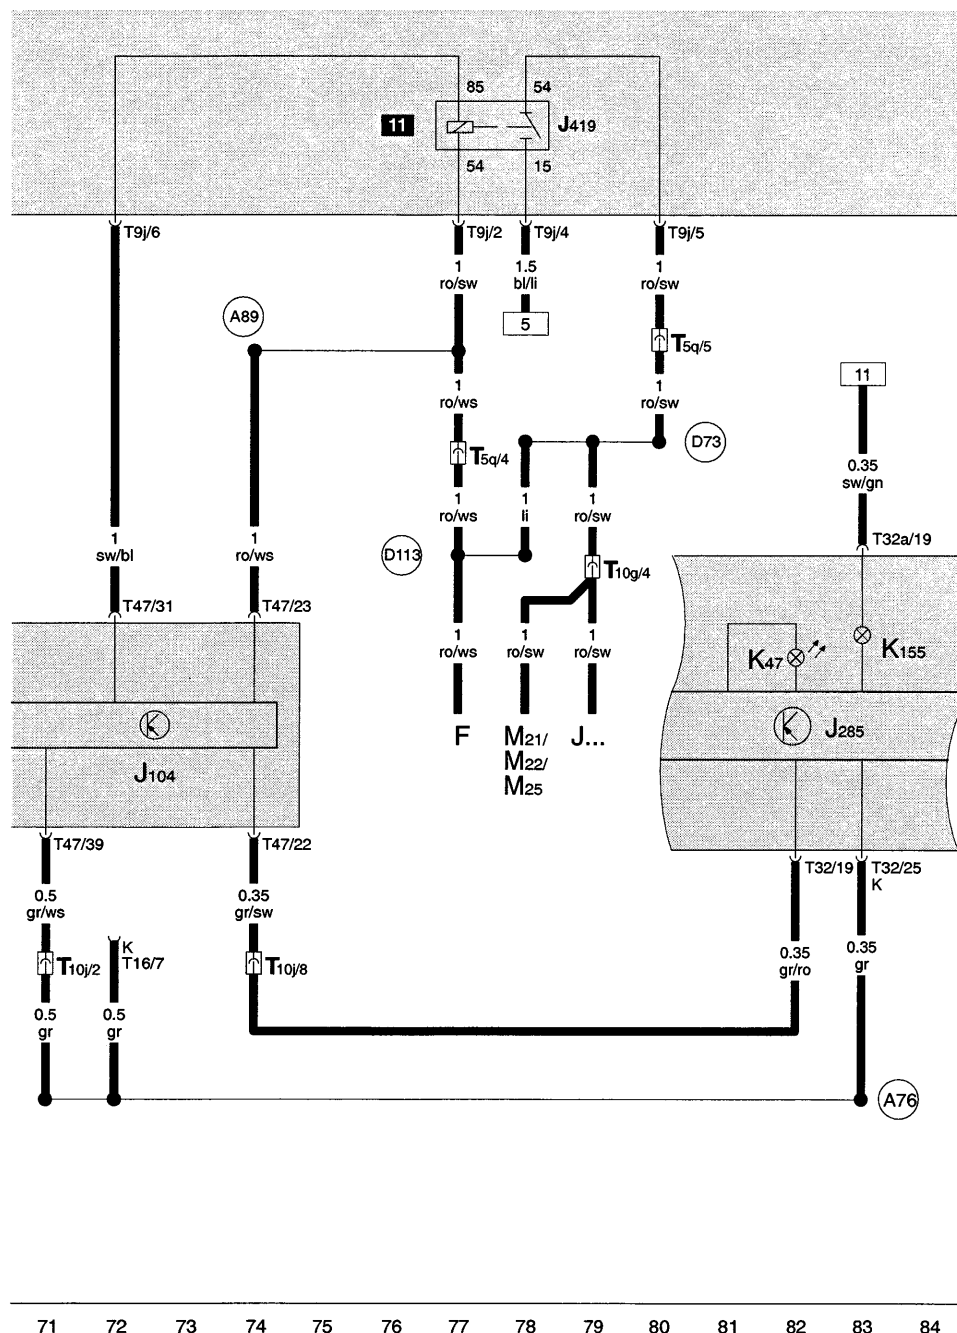 85 54
11 J419
54 15
T9j/6 T9j/2 T9j/4 T9j/5
1 ro/sw
1.5 bl/li
1 ro/sw
A89
5
T5q/5
11
1 ro/ws
1 ro/sw
T5q/4
D73
0.35 sw/gn
1 sw/bl
1 ro/ws
1 ro/ws
1 li
1 ro/sw
D113
T32a/19
T10g/4
T47/31 T47/23
1 ro/ws
1 ro/sw
1 ro/sw
K47 K155
F M21/ J...
M22/
M25
J285
J104
T47/39 T47/22
T32/19 T32/25
K
0.5 gr/ws
0.35 gr/sw
K
T16/7
0.35 gr/ro
0.35 gr
T10j/2 T10j/8
0.5 gr
0.5 gr
A76
71 72 73 74 75 76 77 78 79 80 81 82 83 84